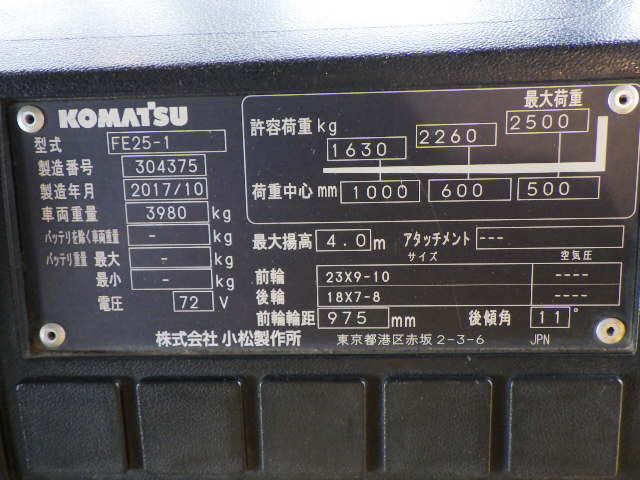 KOMATSU
型式 FE25-1
製造番号 304375
製造年月 2017/10
車両重量 3980 kg
バッテリを除く車両重量 - kg
バッテリ重量 最大 - kg
最小 - kg
電圧 72 V
最大荷重
許容荷重 kg 1630 2260 2500
荷重中心 mm 1000 600 500
最大揚高 4.0 m アタッチメント ---
サイズ 空気圧
前輪 23X9-10 ----
後輪 18X7-8 ----
前輪輪距 975 mm 後傾角 11°
株式会社 小松製作所 東京都港区赤坂 2-3-6 JPN